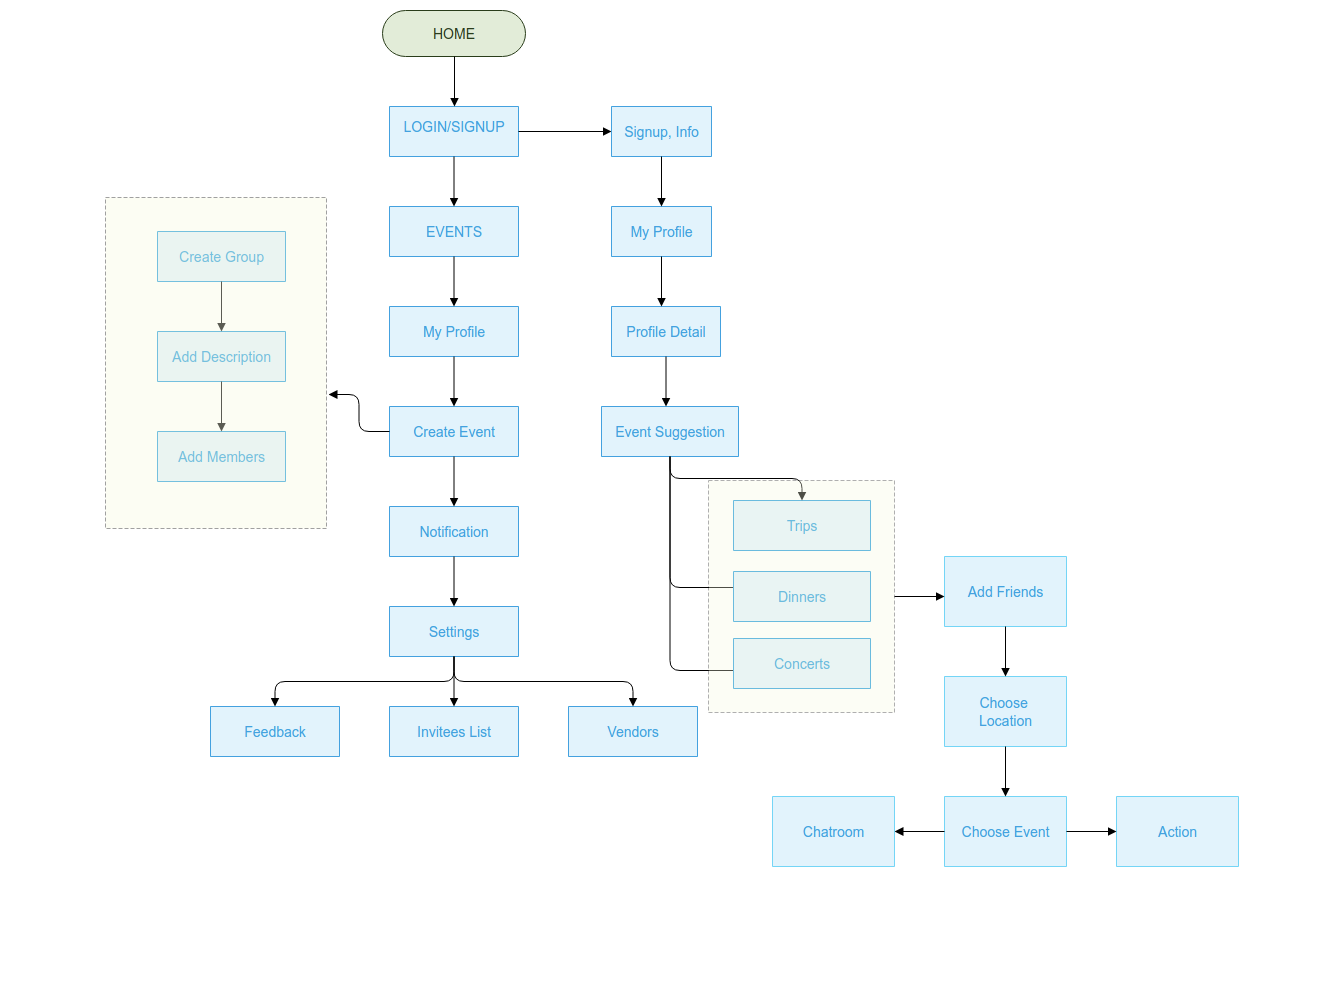 HOME
LOGIN/SIGNUP
Signup, Info
EVENTS
My Profile
Create Group
My Profile
Profile Detail
Add Description
Create Event
Event Suggestion
Add Members
Notification
Trips
Dinners
Add Friends
Settings
Concerts
Choose
Location
Feedback
Invitees List
Vendors
Chatroom
Choose Event
Action